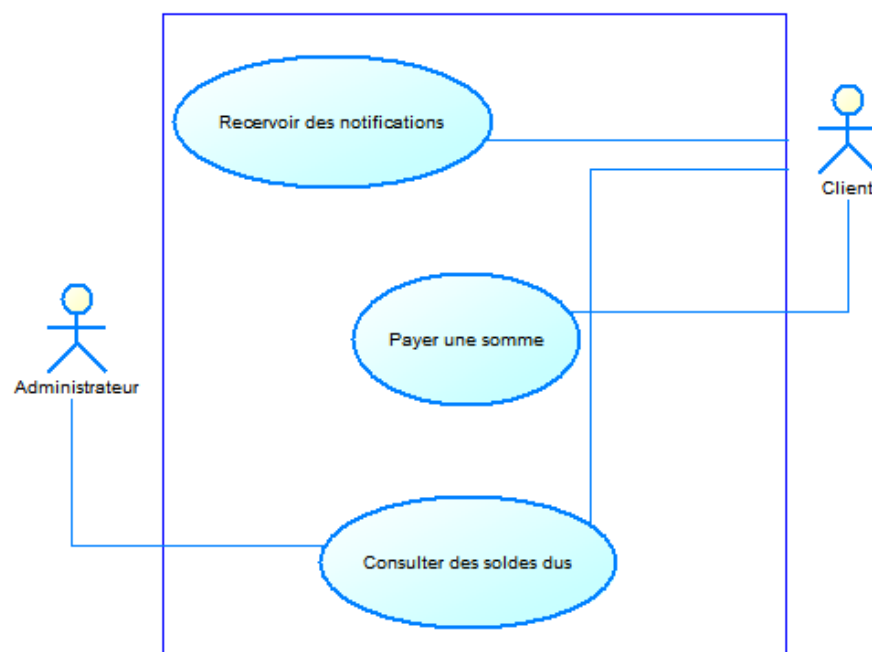 Recervoir des notifications
Client
Payer une somme
Administrateur
Consulter des soldes dus